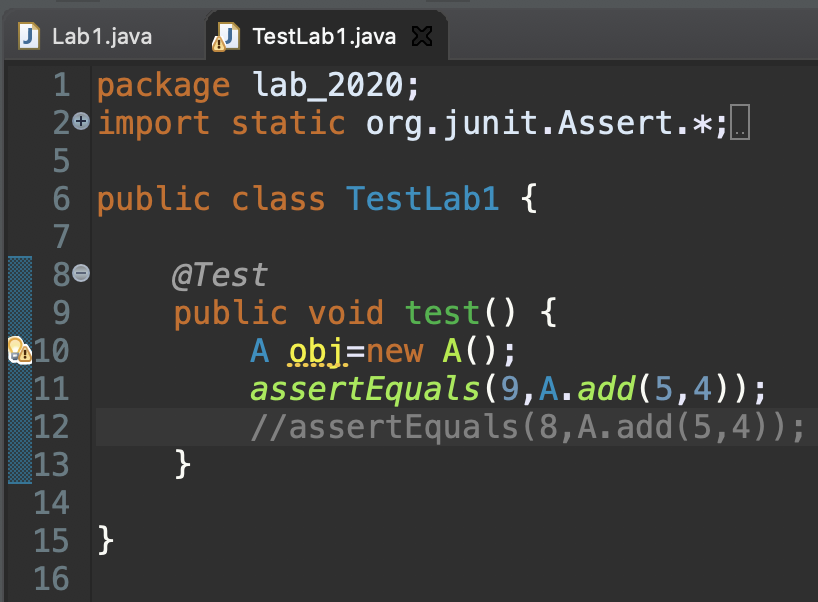 Lab1.java TestLab1.java
1 package lab_2020;
2 import static org.junit.Assert.*;
5
6 public class TestLab1 {
7
8 @Test
9 public void test() {
10 A obj=new A();
11 assertEquals(9,A.add(5,4));
12 //assertEquals(8,A.add(5,4));
13 }
14
15 }
16